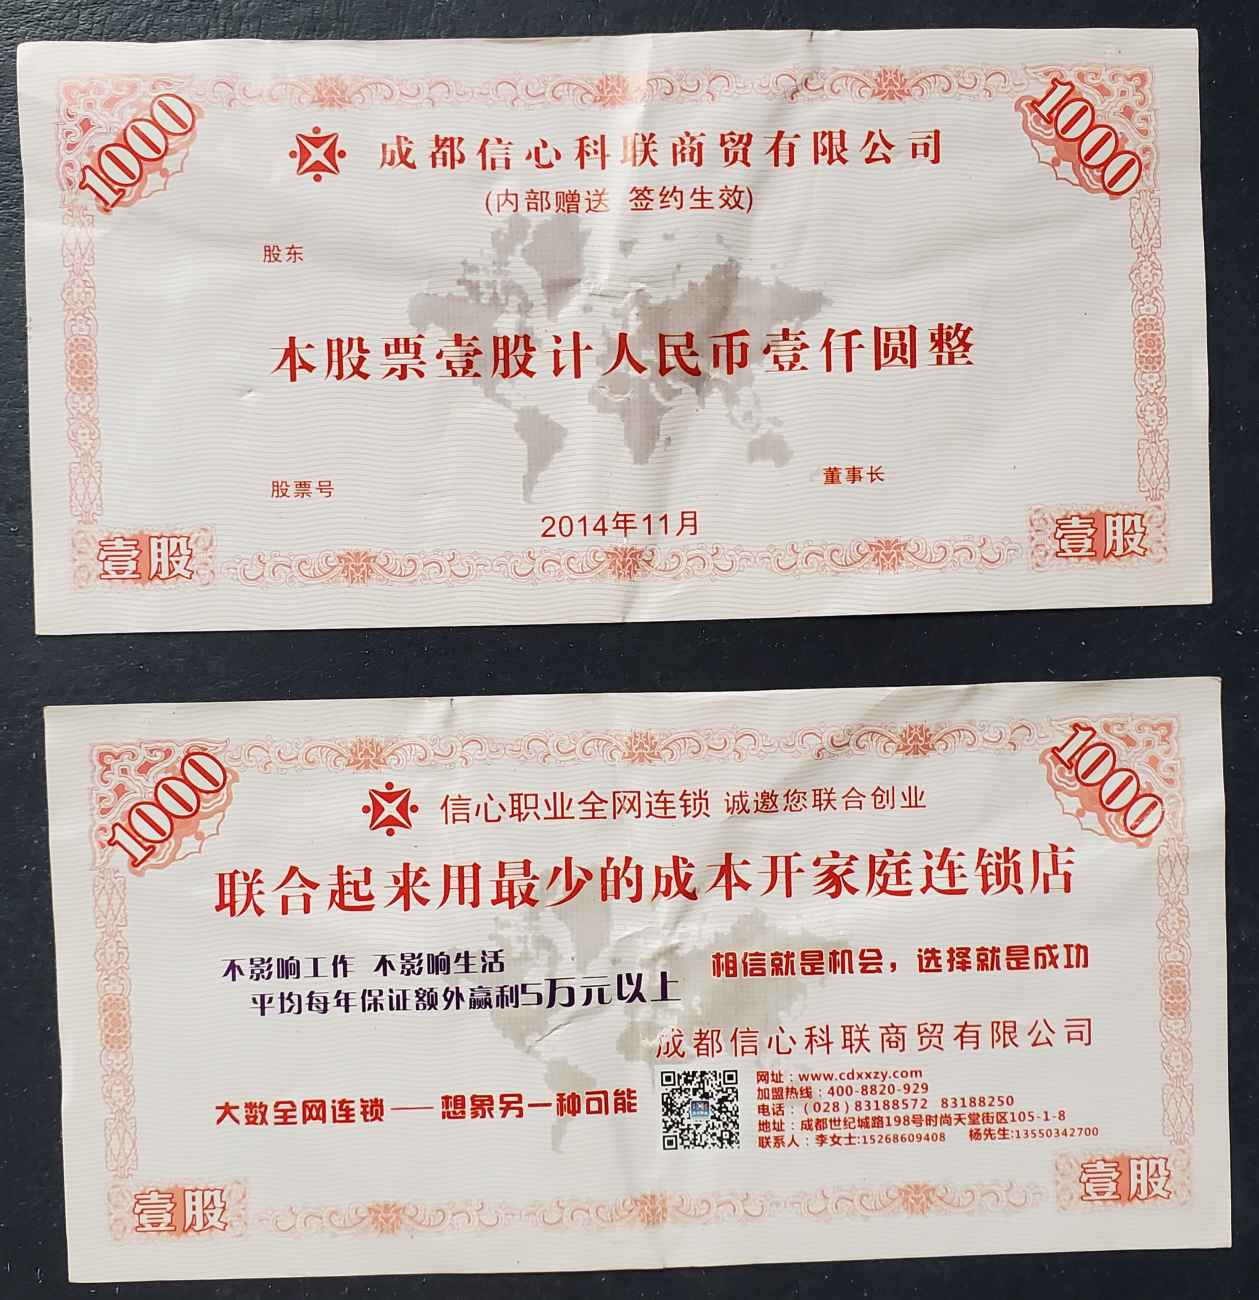 1000
1000
成都信心科联商贸有限公司
(内部赠送 签约生效)
股东
本股票壹股计人民币壹仟圆整
股票号
董事长
2014年11月
壹股
壹股
1000
1000
信心职业全网连锁 诚邀您联合创业
联合起来用最少的成本开家庭连锁店
不影响工作 不影响生活
平均每年保证额外赢利5万元以上
相信就是机会，选择就是成功
成都信心科联商贸有限公司
大数全网连锁——想象另一种可能
网址：www.cdxxzy.com
加盟热线：400-8820-929
电话：（028）83188572 83188250
地址：成都世纪城路198号时尚天堂街区105-1-8
联系人：李女士:15268609408 杨先生:13550342700
壹股
壹股